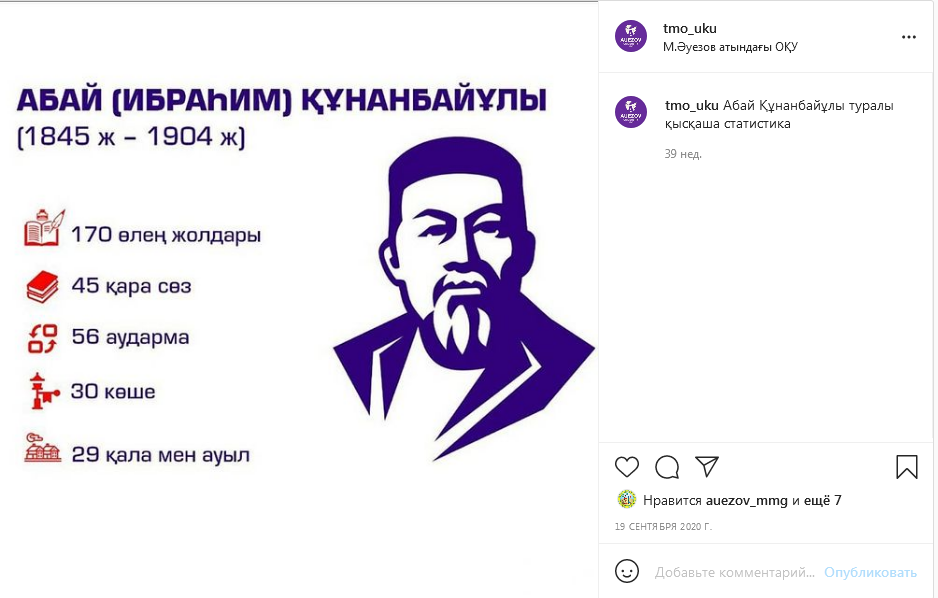 АБАЙ (ИБРАҺИМ) ҚҰНАНБАЙҰЛЫ
(1845 ж – 1904 ж)
170 өлең жолдары
45 қара сөз
56 аударма
30 көше
29 қала мен ауыл
AUEZOV
tmo_uku
М.Әуезов атындағы ОҚУ
AUEZOV
tmo_uku Абай Құнанбайұлы туралы
қысқаша статистика
39 нед.
Нравится auezov_mmg и ещё 7
19 СЕНТЯБРЯ 2020 Г.
Добавьте комментарий... Опубликовать